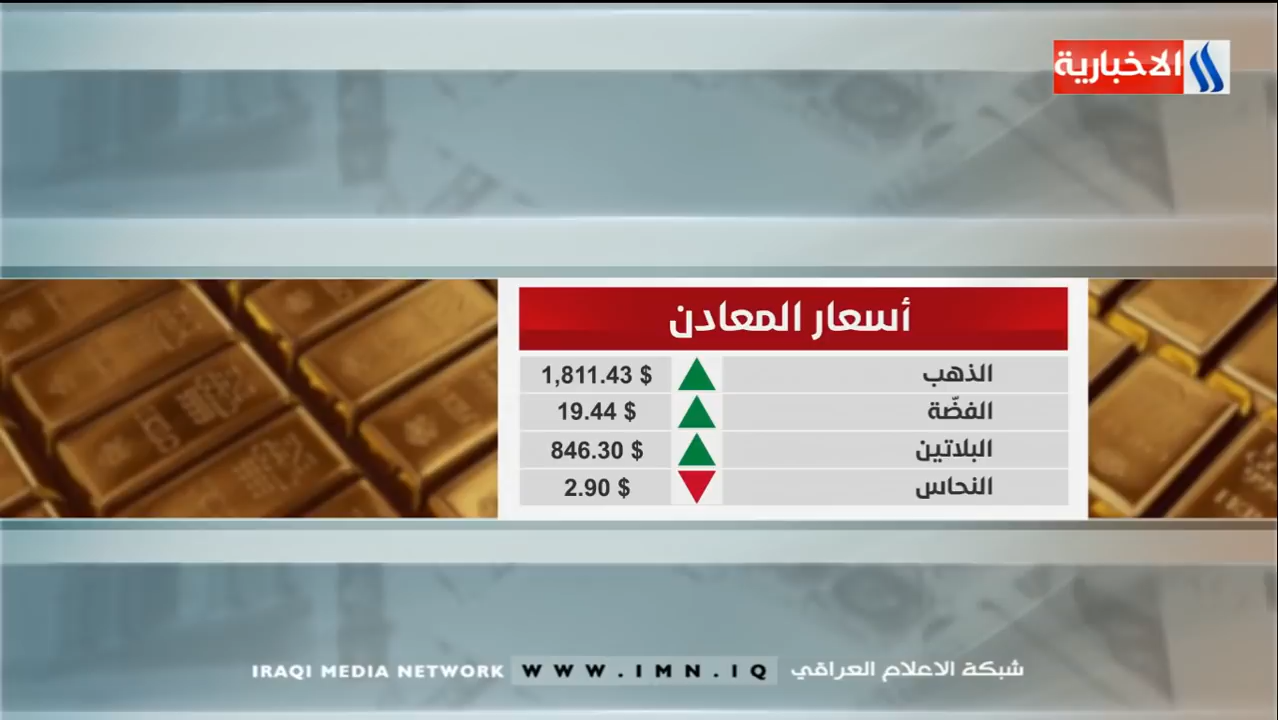 الاخبارية
أسعار المعادن
الذهب 1,811.43 $
الفضّة 19.44 $
البلاتين 846.30 $
النحاس 2.90 $
IRAQI MEDIA NETWORK WWW.IMN.IQ شبكة الاعلام العراقي